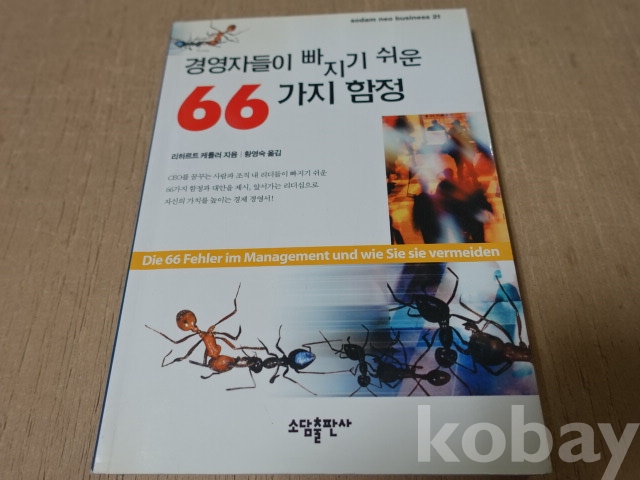 sodam neo business 21
경영자들이 빠지기 쉬운
66 가지 함정
리하르트 케틀러 지음 | 황영숙 옮김
CEO를 꿈꾸는 사람과 조직 내 리더들이 빠지기 쉬운
66가지 함정과 대안을 제시, 앞서가는 리더십으로
자신의 가치를 높이는 경제 경영서!
Die 66 Fehler im Management und wie Sie sie vermeiden
소담출판사
kobay